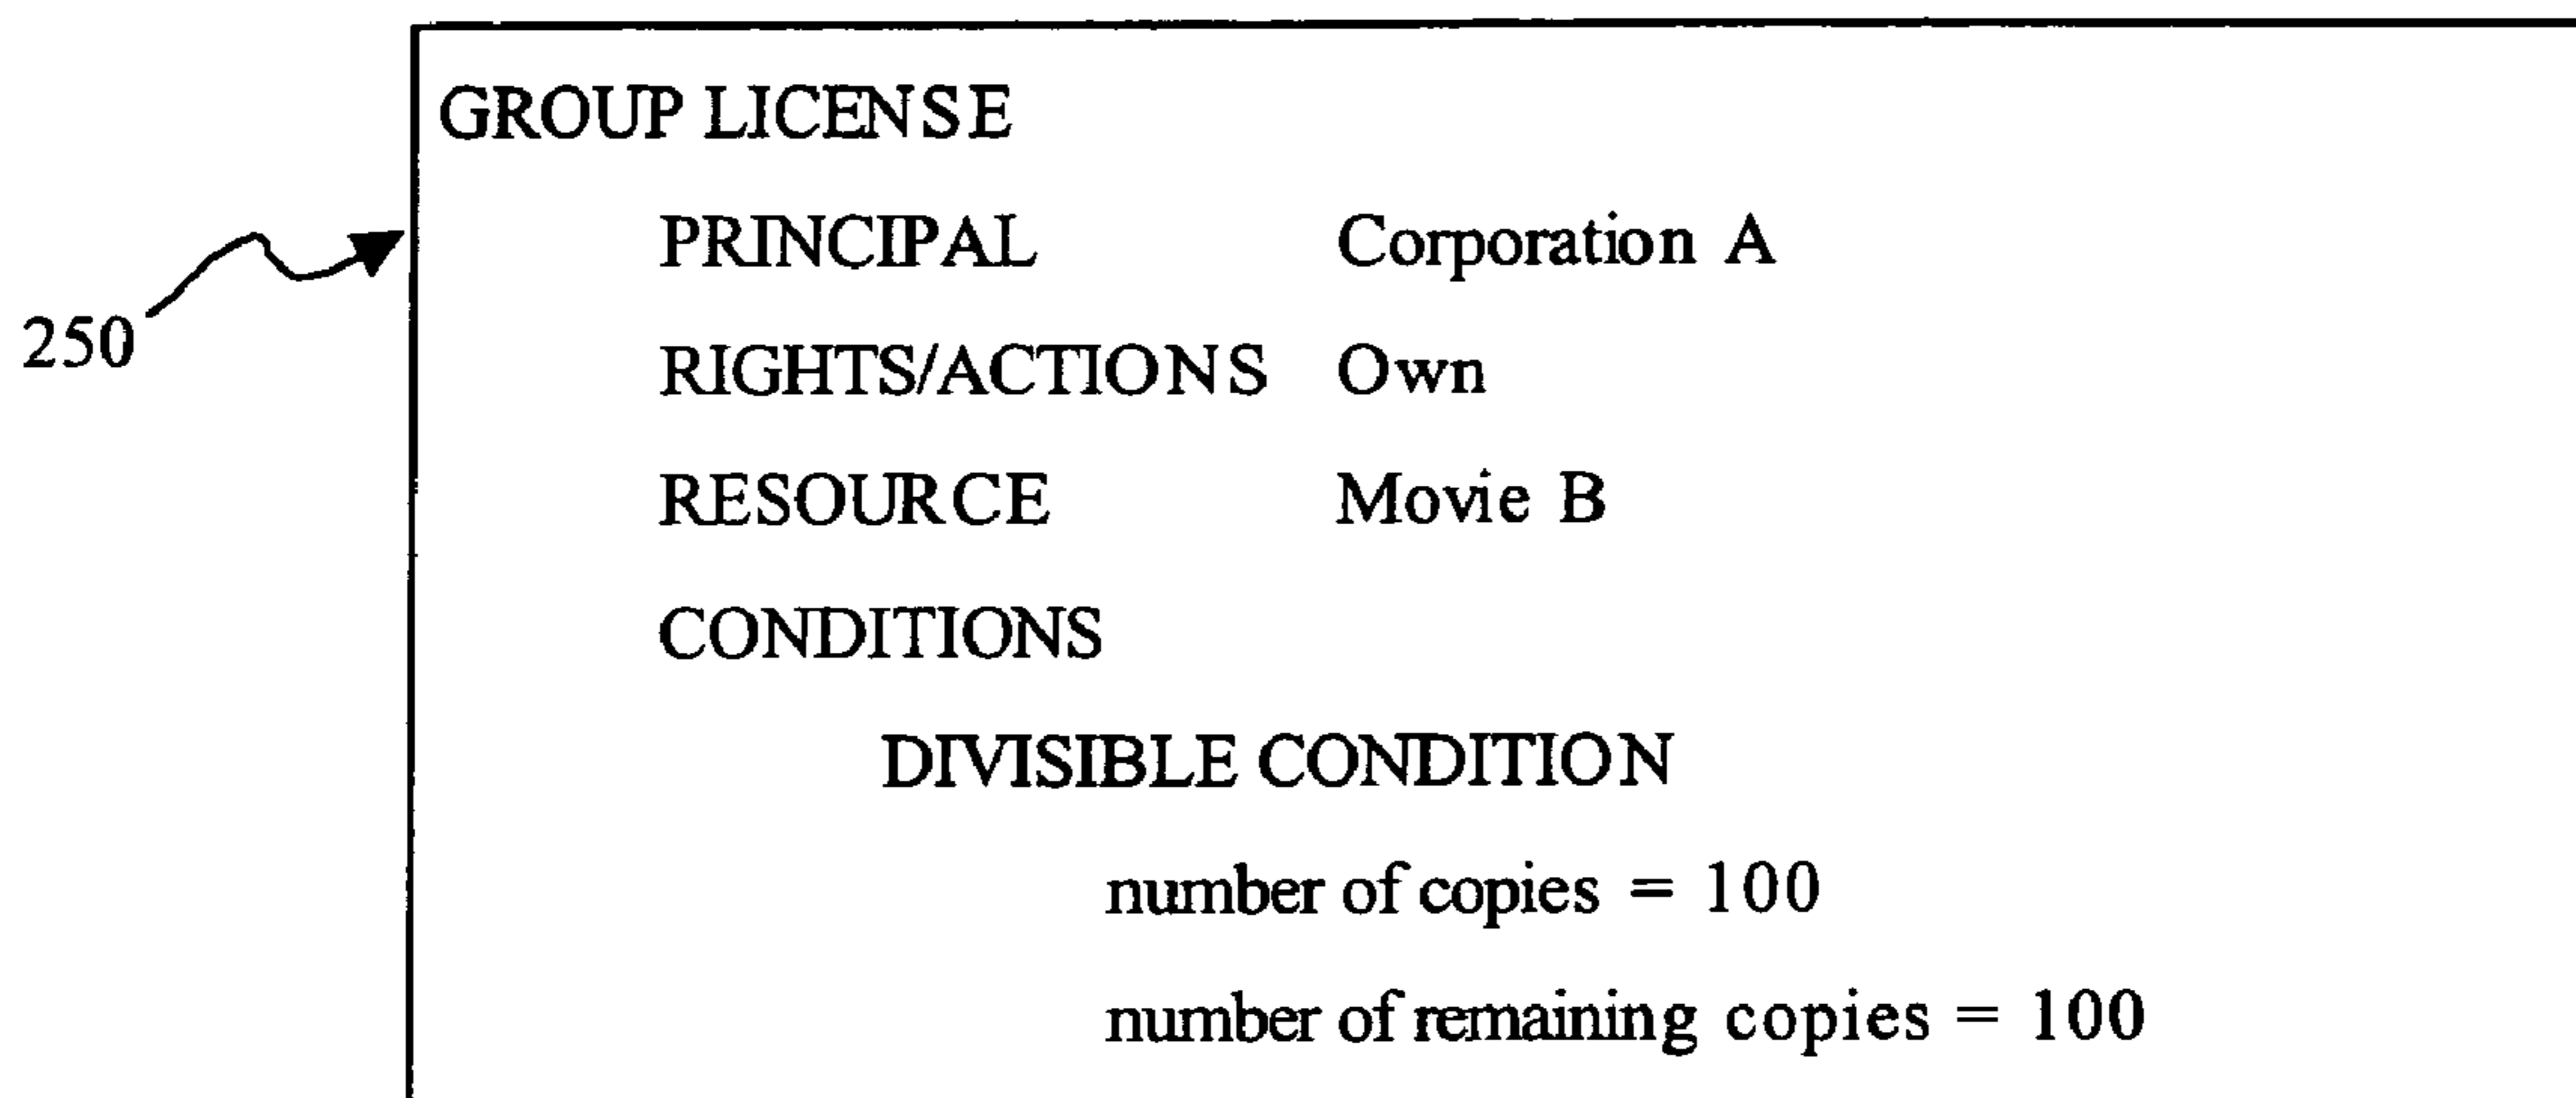 GROUP LICENSE
PRINCIPAL Corporation A
250
RIGHTS/ACTIONS Own
RESOURCE Movie B
CONDITIONS
DIVISIBLE CONDITION
number of copies = 100
number of remaining copies = 100